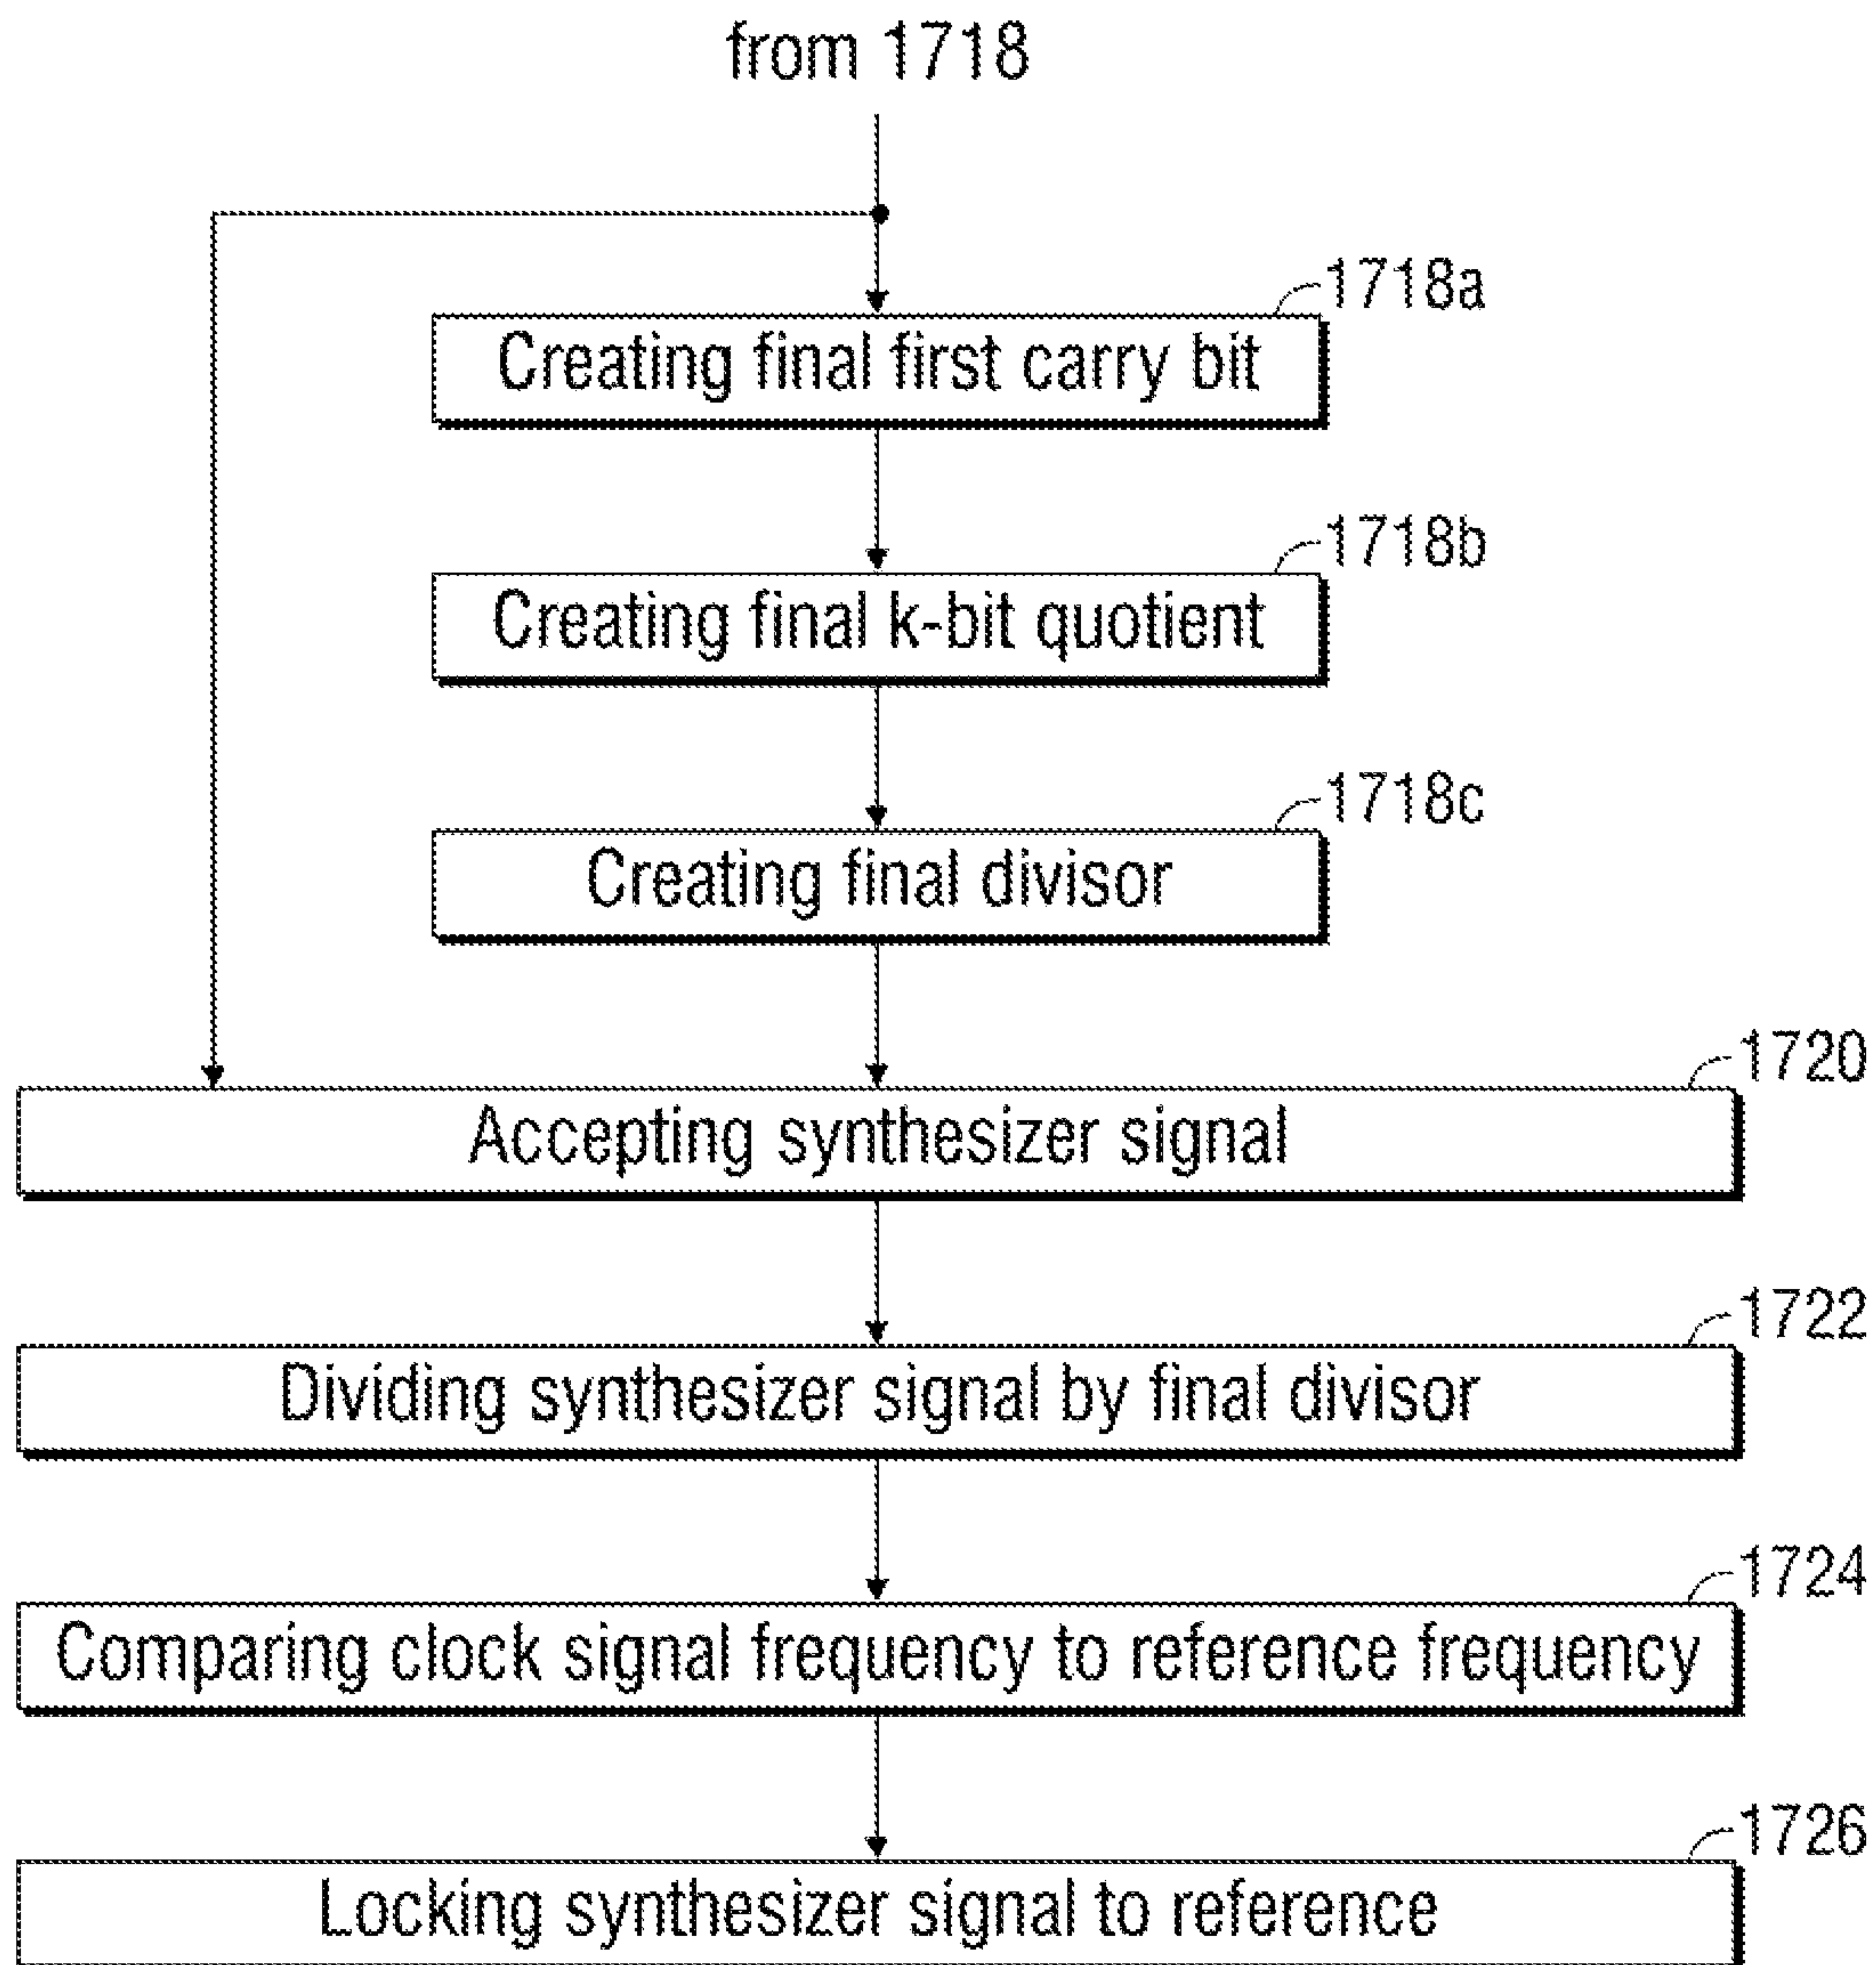 from 1718
1718a
Creating final first carry bit
1718b
Creating final k-bit quotient
1718c
Creating final divisor
1720
Accepting synthesizer signal
1722
Dividing synthesizer signal by final divisor
1724
Comparing clock signal frequency to reference frequency
1726
Locking synthesizer signal to reference